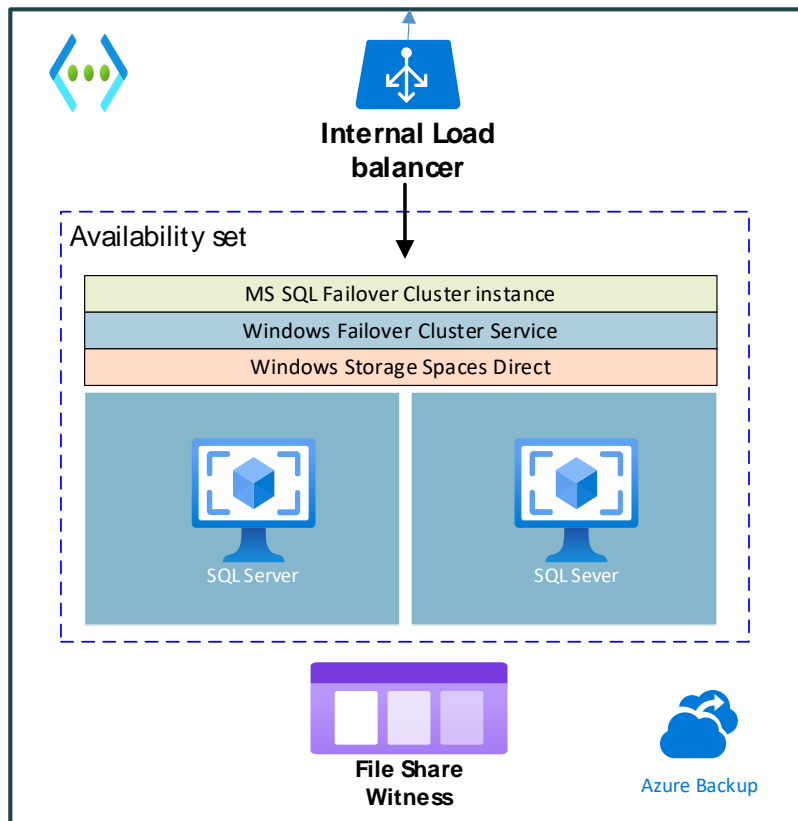 Internal Load
balancer
Availability set
MS SQL Failover Cluster instance
Windows Failover Cluster Service
Windows Storage Spaces Direct
SQL Server
SQL Sever
File Share
Witness
Azure Backup